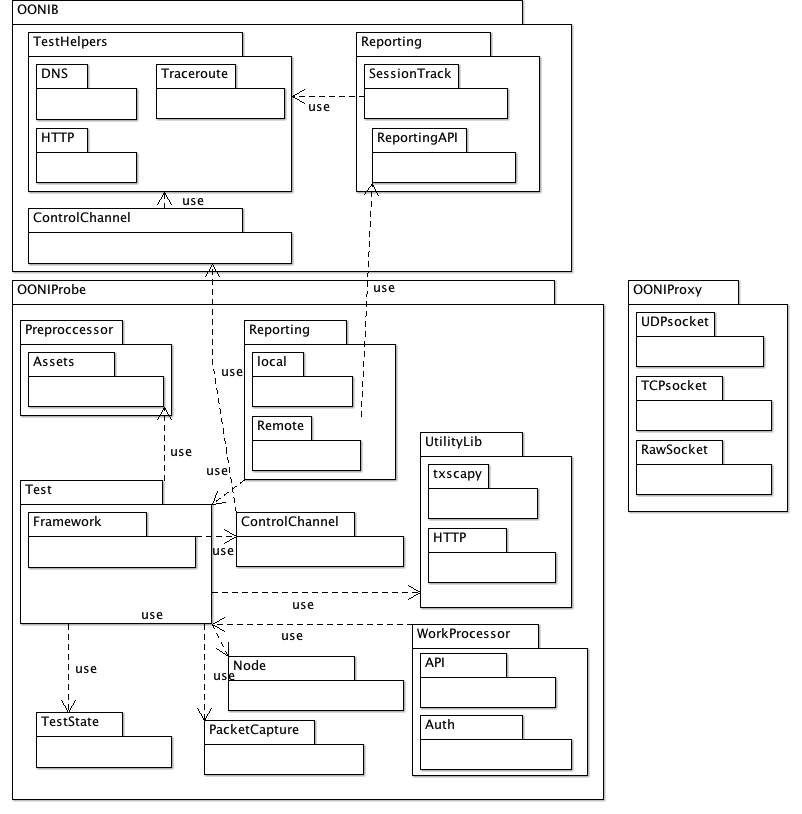 OONIB
TestHelpers
Reporting
DNS
Traceroute
SessionTrack
use
HTTP
ReportingAPI
use
ControlChannel
use
OONIProbe
OONIProxy
Preproccessor
Reporting
UDPsocket
Assets
local
use
TCPsocket
Remote
UtilityLib
use
RawSocket
use
txscapy
Test
Framework
ControlChannel
HTTP
use
use
use
use
WorkProcessor
use
Node
API
use
TestState
PacketCapture
Auth